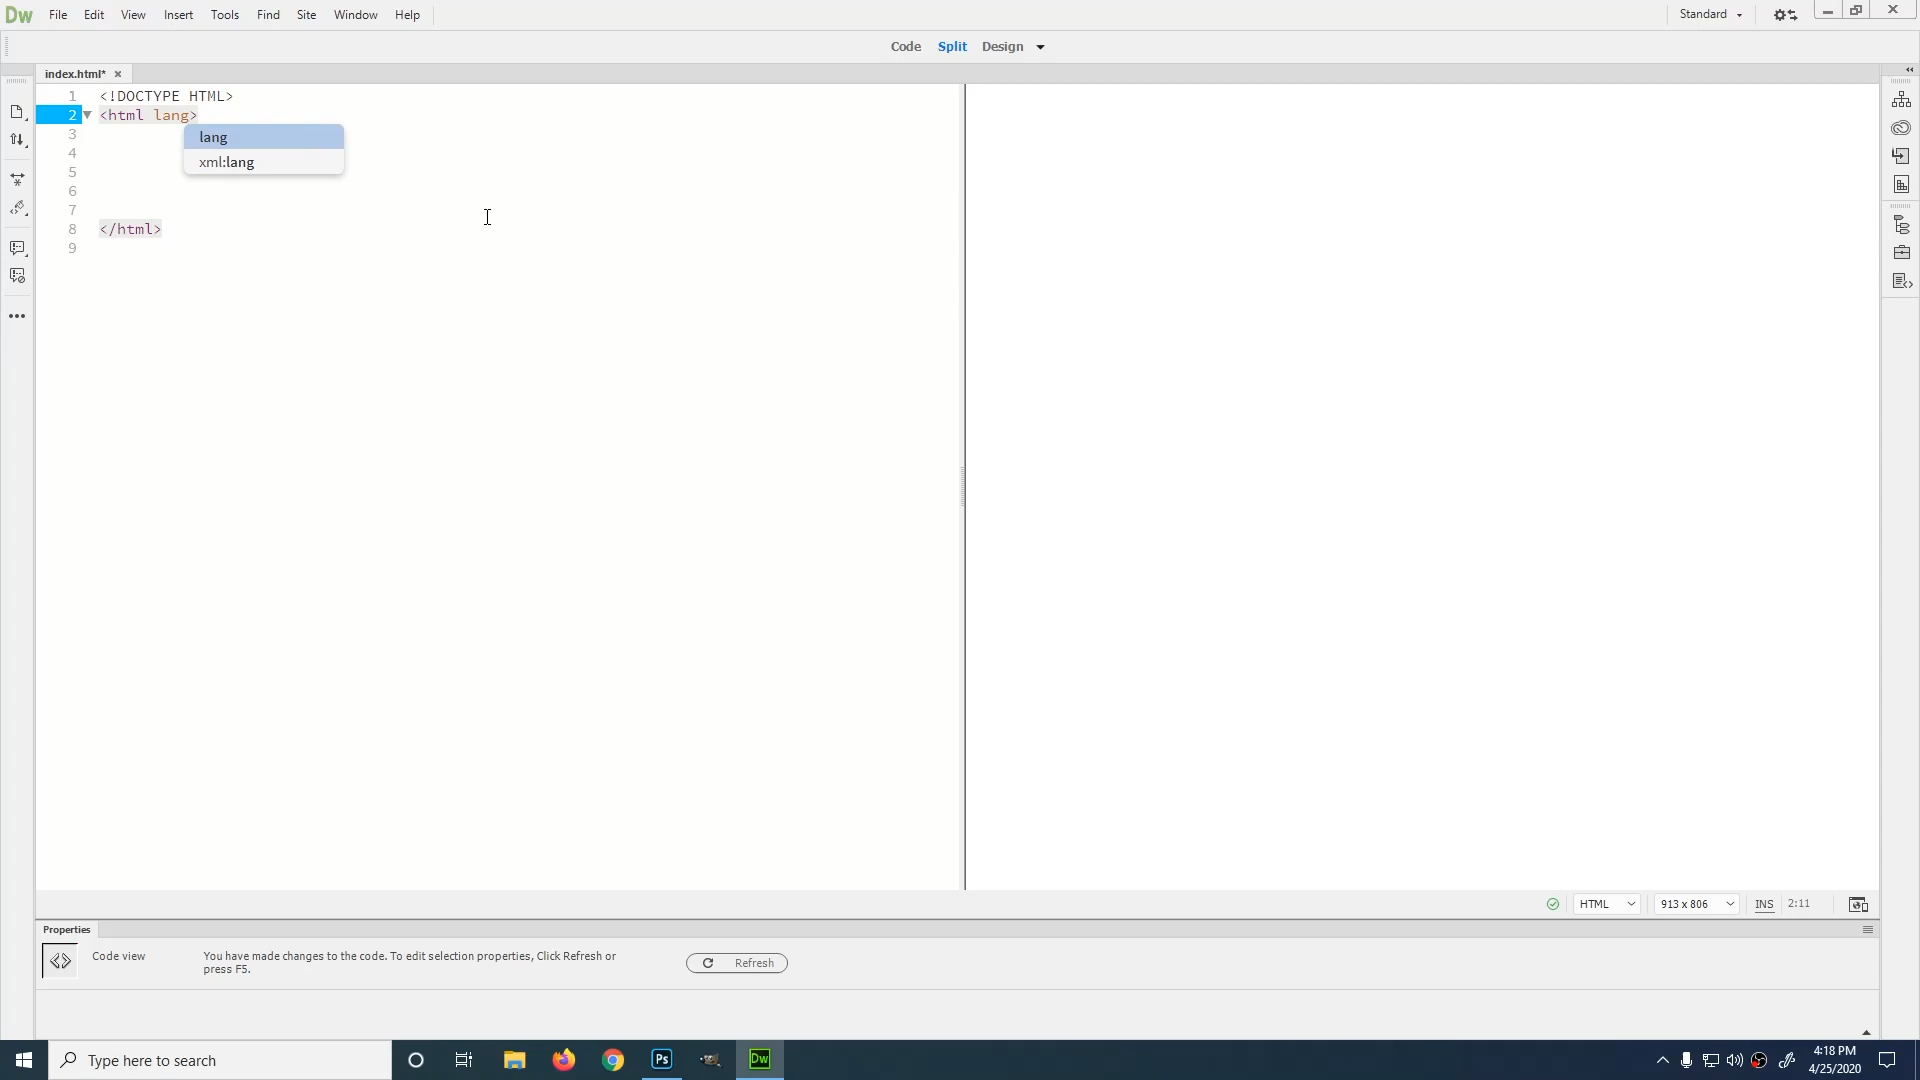 Dw File Edit View Insert Tools Find Site Window Help Standard
Code Split Design
index.html*
1 <!DOCTYPE HTML>
2 <html lang>
3 lang
4
xml:lang
5
6
7
8 </html>
9
HTML 913 x 806 INS 2:11
Properties
Code view You have made changes to the code. To edit selection properties, Click Refresh or
press F5.
Refresh
Type here to search Ps Dw 4:18 PM
4/25/2020